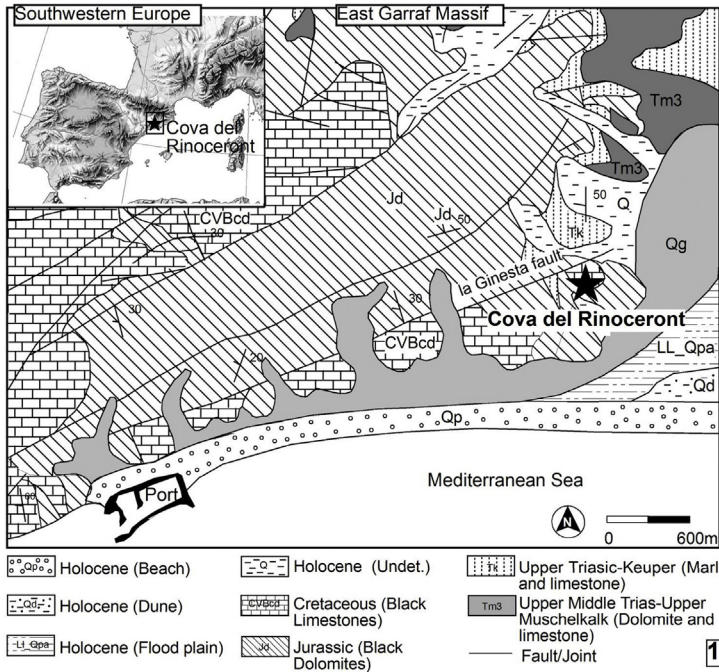 Southwestern Europe
East Garraf Massif
Cova del
Rinoceront
Tm3
Tm3
CVBcd
30
Jd
Jd
50
50
Q
Tk
Qg
la Ginesta fault
30
30
20
CVBcd
Cova del Rinoceront
LL_Qpa
Qd
Qp
60
Port
Mediterranean Sea
N
0 600m
Qp Holocene (Beach)
Qd Holocene (Dune)
Ll_Qpa Holocene (Flood plain)
Q Holocene (Undet.)
CVBcd Cretaceous (Black
Limestones)
Jd Jurassic (Black
Dolomites)
Tk Upper Triasic-Keuper (Marl
and limestone)
Tm3 Upper Middle Trias-Upper
Muschelkalk (Dolomite and
limestone)
Fault/Joint
1